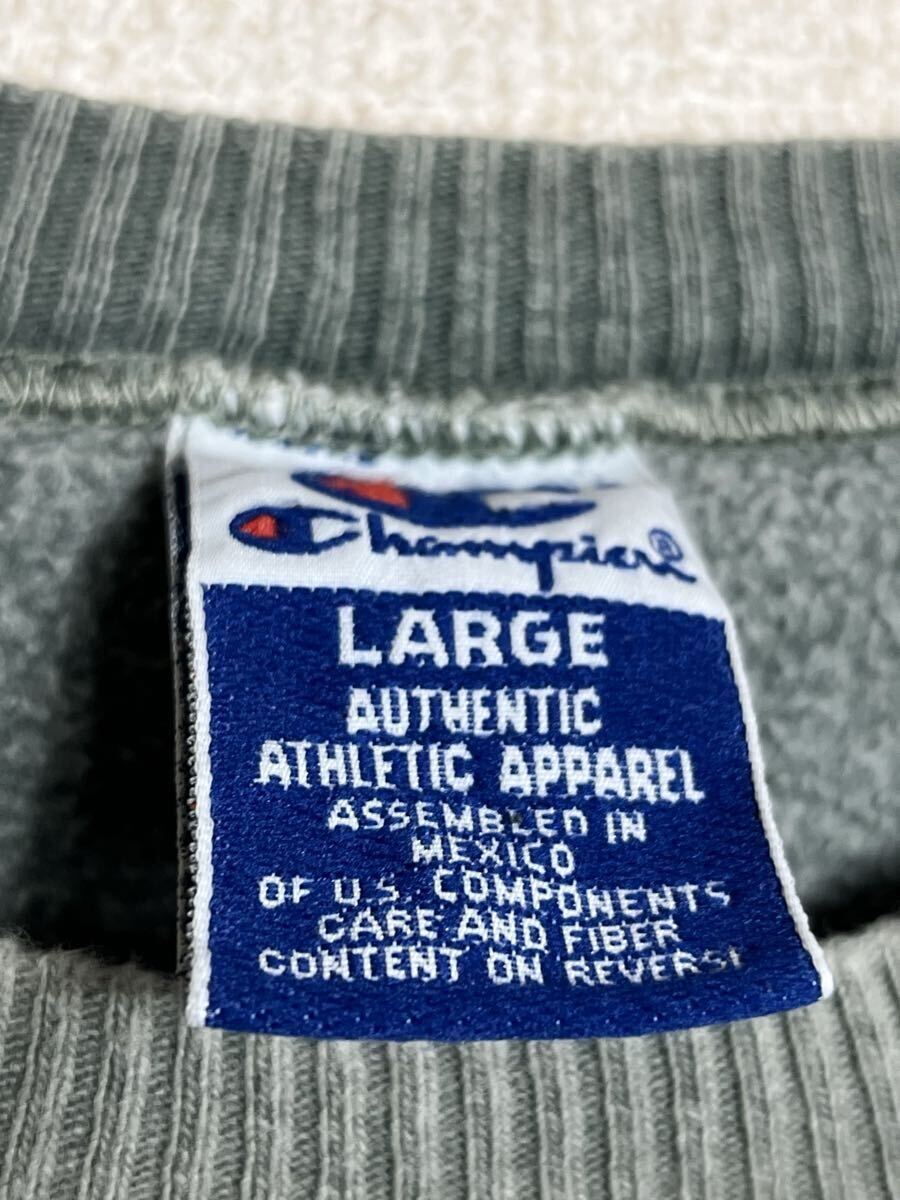 Champion®
LARGE
AUTHENTIC
ATHLETIC APPAREL
ASSEMBLED IN
MEXICO
OF U.S. COMPONENTS
CARE AND FIBER
CONTENT ON REVERSE